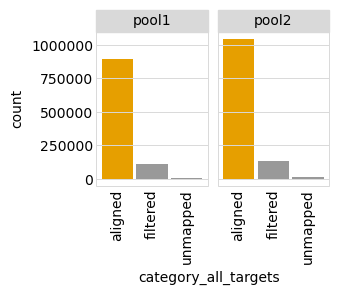 pool1 pool2
1000000
750000
500000
250000
0
count
aligned
filtered
unmapped
aligned
filtered
unmapped
category_all_targets